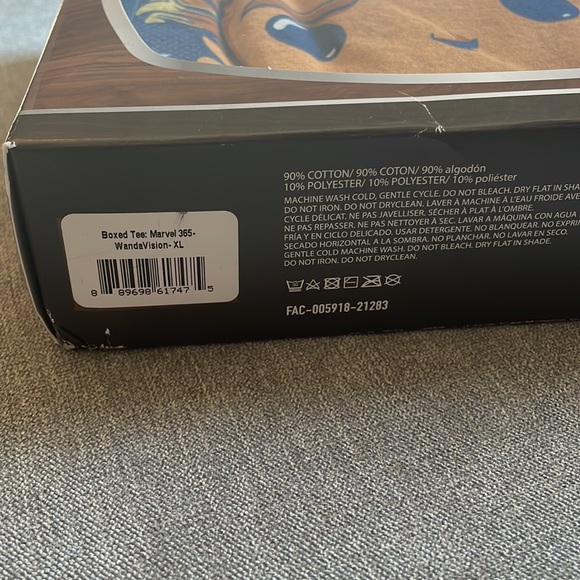 Boxed Tee: Marvel 365-
WandaVision- XL
8 89698 61747 5
90% COTTON/ 90% COTON/ 90% algodón
10% POLYESTER/ 10% POLYESTER/ 10% poliéster
MACHINE WASH COLD, GENTLE CYCLE. DO NOT BLEACH. DRY FLAT IN SHA
DO NOT IRON. DO NOT DRYCLEAN. LAVER À MACHINE À L'EAU FROIDE AVE
CYCLE DÉLICAT. NE PAS JAVELLISER. SÉCHER À PLAT À L'OMBRE.
NE PAS REPASSER. NE PAS NETTOYER À SEC. LAVAR A MÁQUINA CON AGUA
FRÍA Y EN CICLO DELICADO. USAR DETERGENTE. NO BLANQUEAR. NO EXPRIM
SECADO HORIZONTAL A LA SOMBRA. NO PLANCHAR. NO LAVAR EN SECO.
GENTLE COLD MACHINE WASH. DO NOT BLEACH. DRY FLAT IN SHADE.
DO NOT IRON. DO NOT DRYCLEAN.
FAC-005918-21283